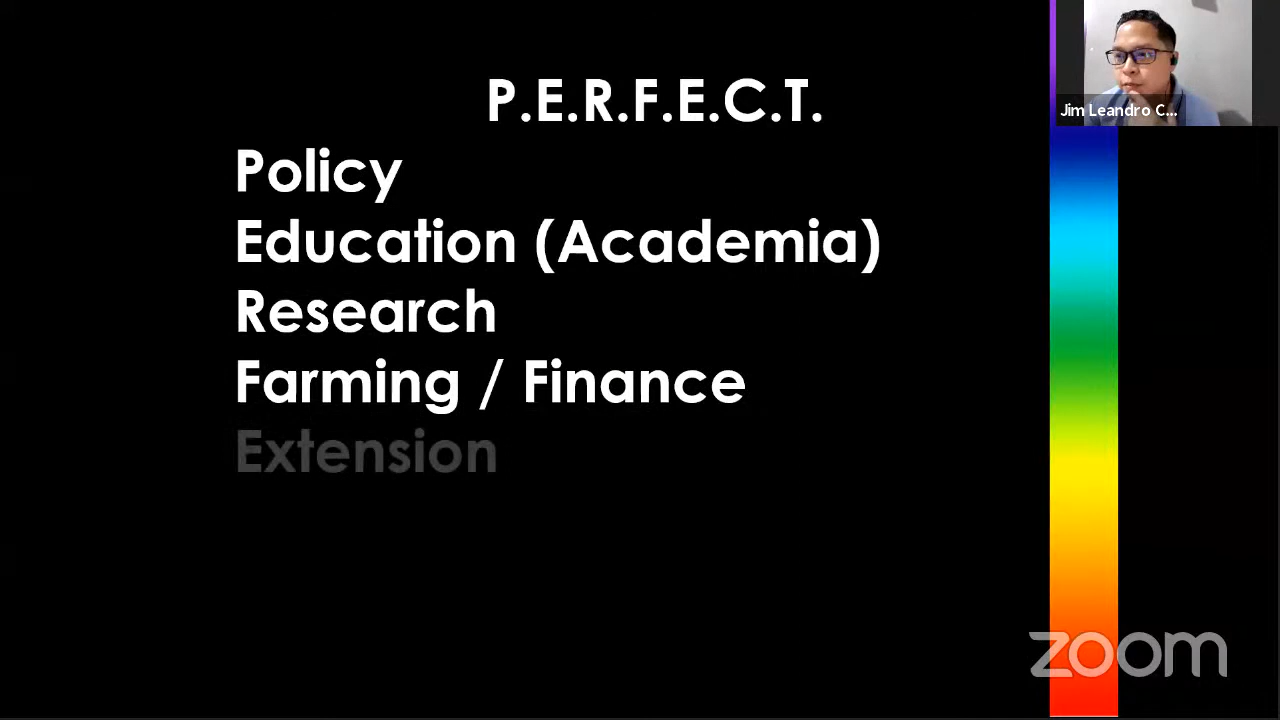 P.E.R.F.E.C.T.
Policy
Education (Academia)
Research
Farming / Finance
Extension
Jim Leandro C...
zoom